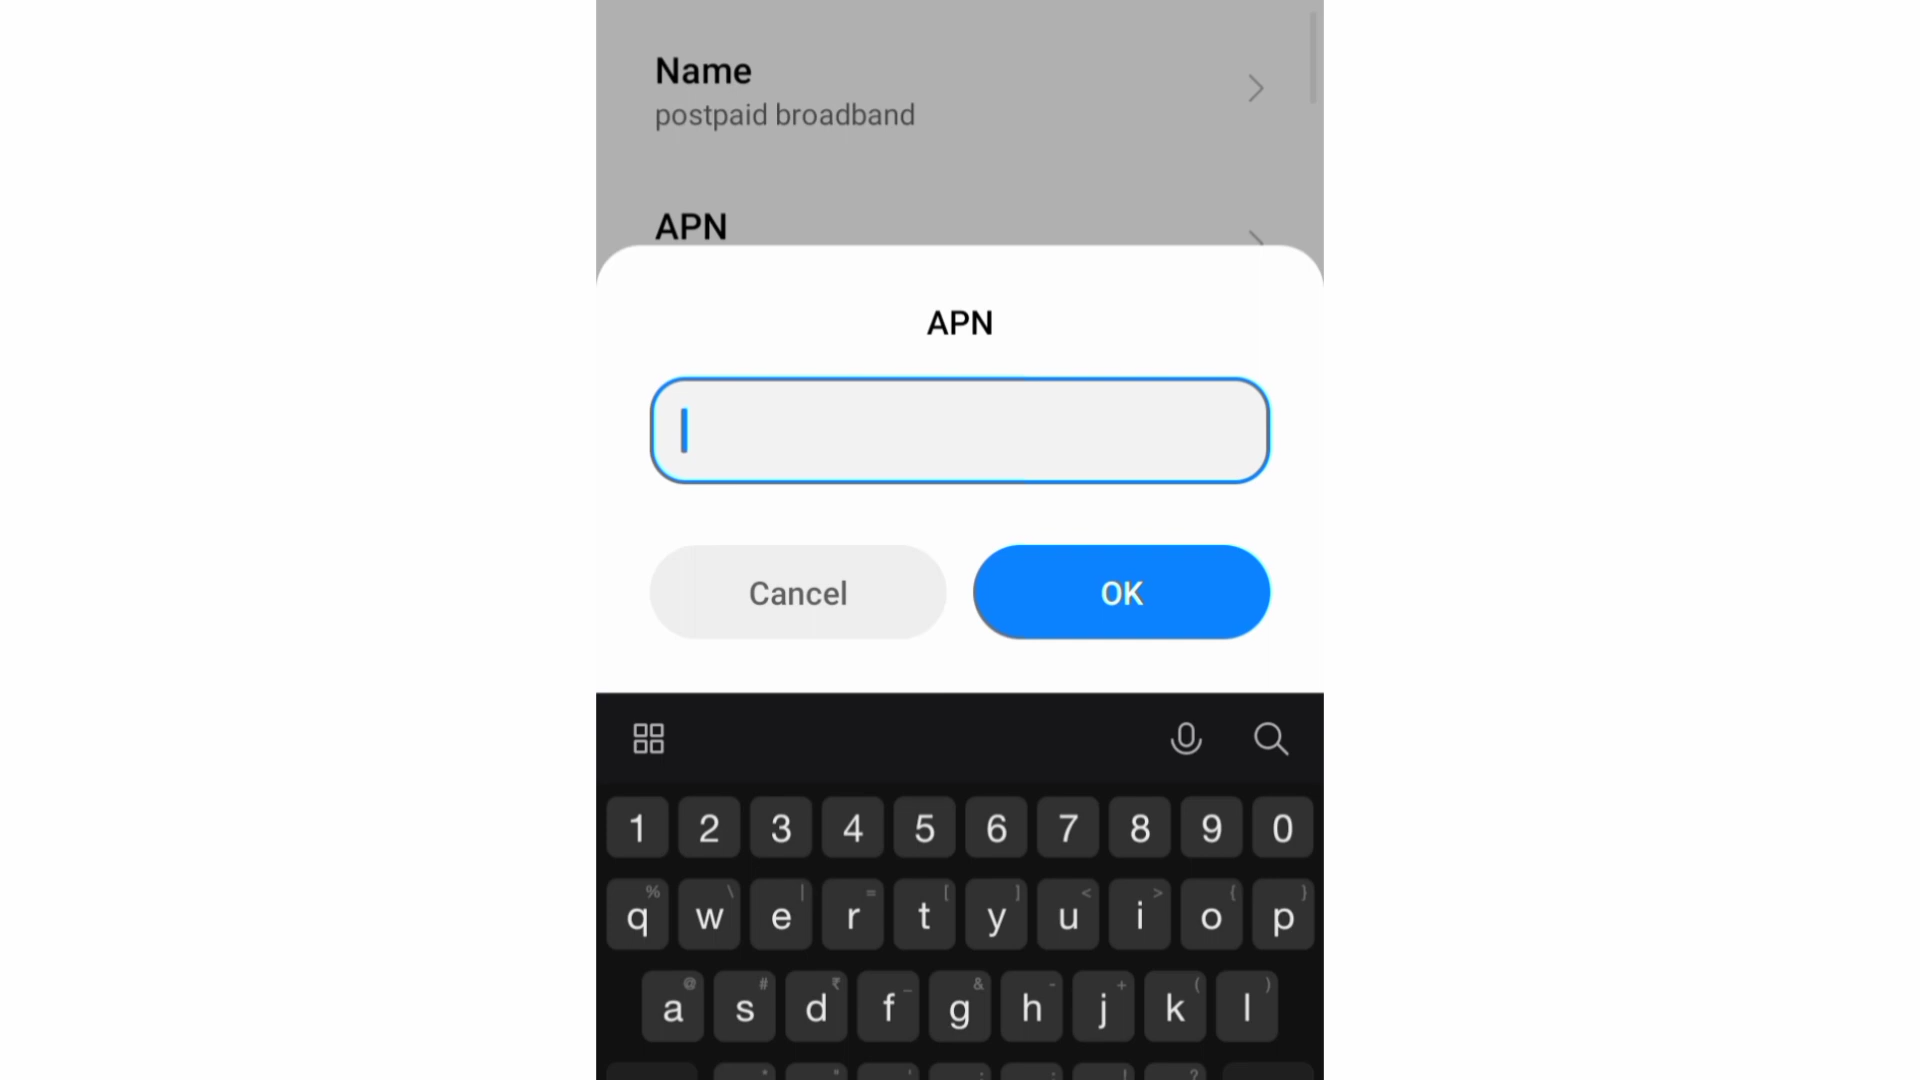 Name
postpaid broadband
APN
APN
Cancel
OK
1 2 3 4 5 6 7 8 9 0
% \ | = [ ] < > { }
q w e r t y u i o p
@ # ₹ _ & - + ( )
a s d f g h j k l